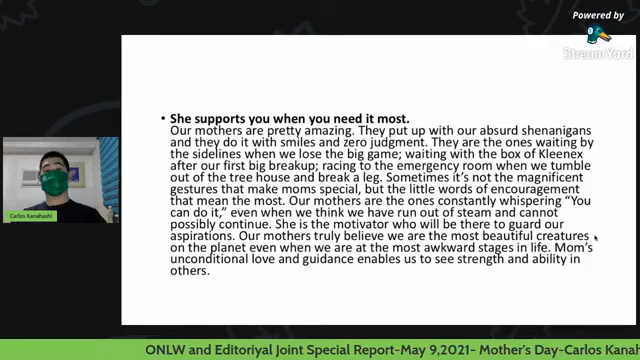 Powered by
StreamYard
• She supports you when you need it most.
Our mothers are pretty amazing. They put up with our absurd shenanigans
and they do it with smiles and zero judgment. They are the ones waiting by
the sidelines when we lose the big game; waiting with the box of Kleenex
after our first big breakup; racing to the emergency room when we tumble
out of the tree house and break a leg. Sometimes it's not the magnificent
gestures that make moms special, but the little words of encouragement
that mean the most. Our mothers are the ones constantly whispering "You
can do it," even when we think we have run out of steam and cannot
possibly continue. She is the motivator who will be there to guard our
aspirations. Our mothers truly believe we are the most beautiful creatures
on the planet even when we are at the most awkward stages in life. Mom's
unconditional love and guidance enables us to see strength and ability in
others.
Carlos Kanahashi
ONLW and Editoriyal Joint Special Report-May 9,2021- Mother's Day-Carlos Kanah